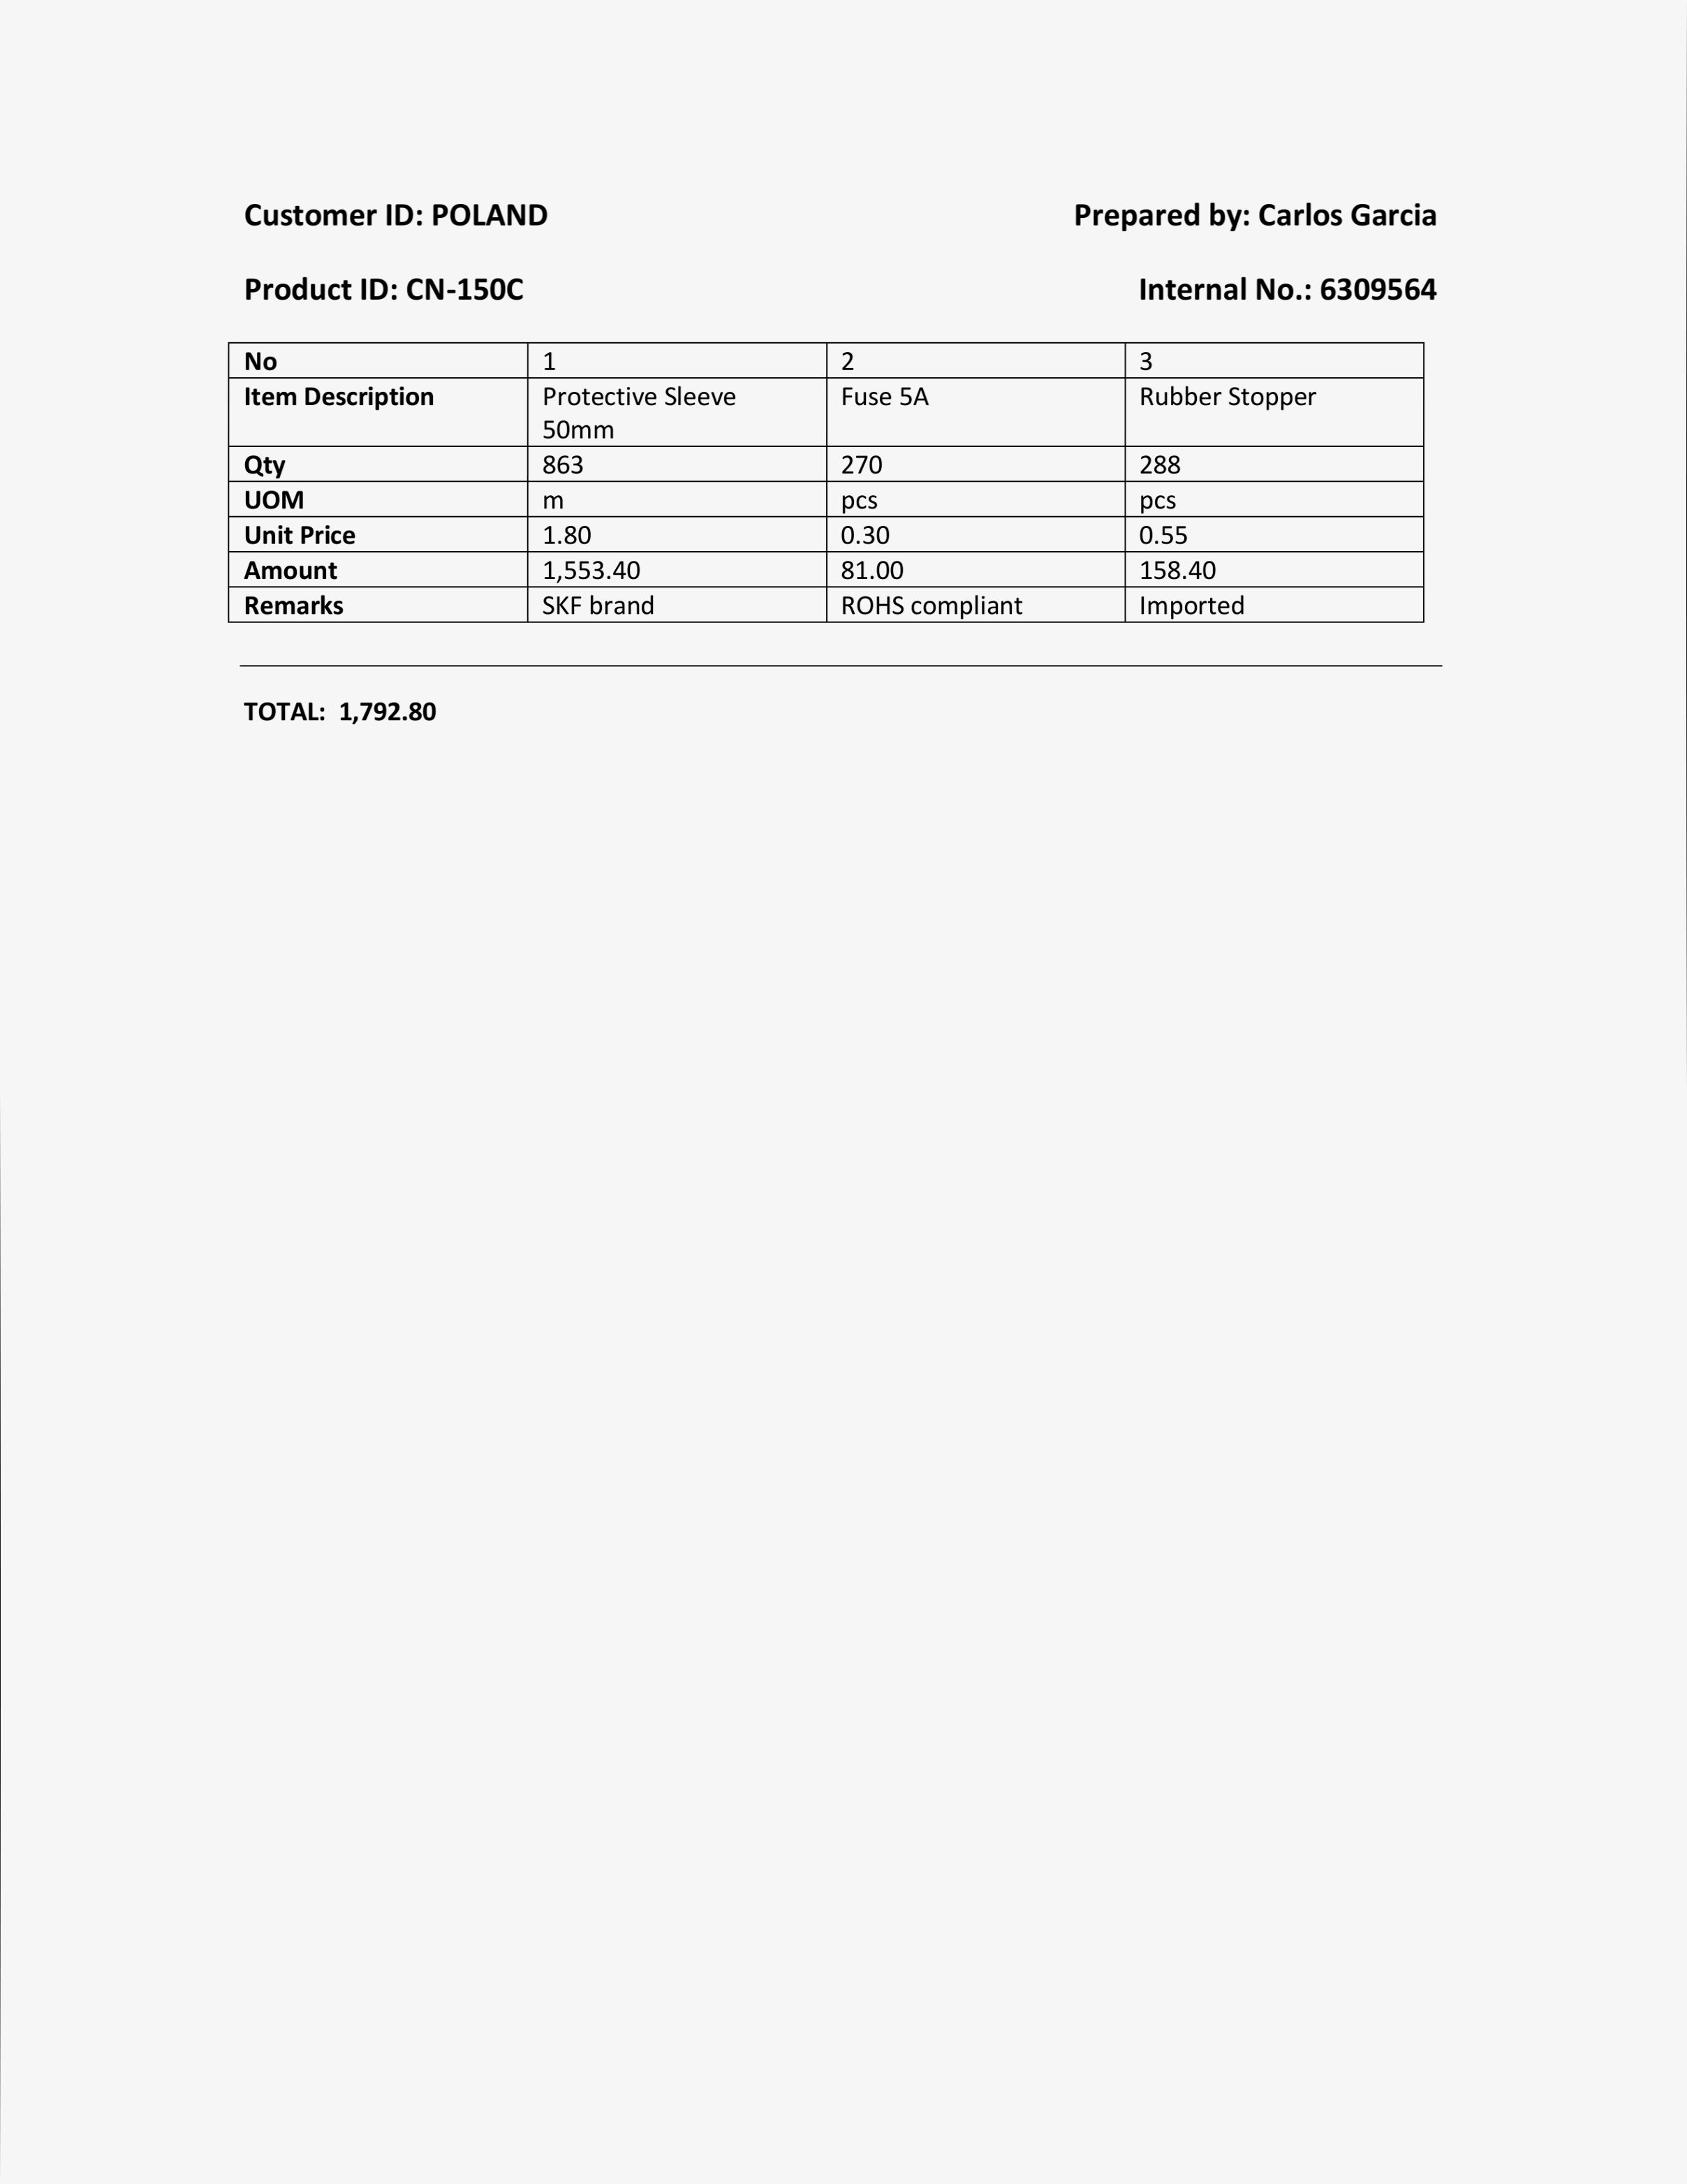 Customer ID: POLAND Prepared by: Carlos Garcia
Product ID: CN-150C Internal No.: 6309564
No 1 2 3
Item Description Protective Sleeve Fuse 5A Rubber Stopper
50mm
Qty 863 270 288
UOM m pcs pcs
Unit Price 1.80 0.30 0.55
Amount 1,553.40 81.00 158.40
Remarks SKF brand ROHS compliant Imported
TOTAL: 1,792.80